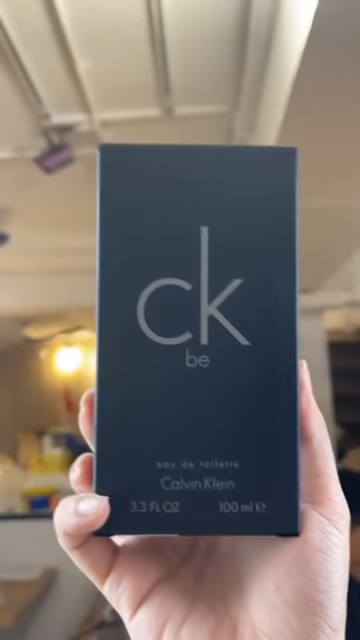 ck
be
eau de toilette
Calvin Klein
3.3 FL OZ 100 ml ℮